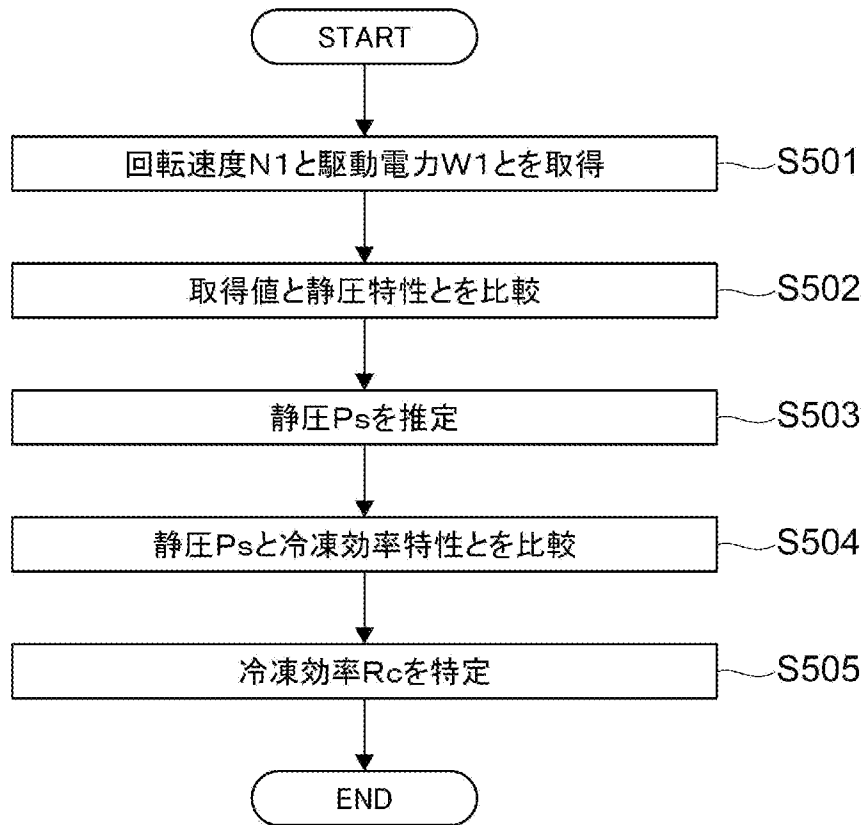 START
回転速度N1と駆動電力W1とを取得
S501
取得値と静圧特性とを比較
S502
静圧Psを推定
S503
静圧Psと冷凍効率特性とを比較
S504
冷凍効率Rcを特定
S505
END